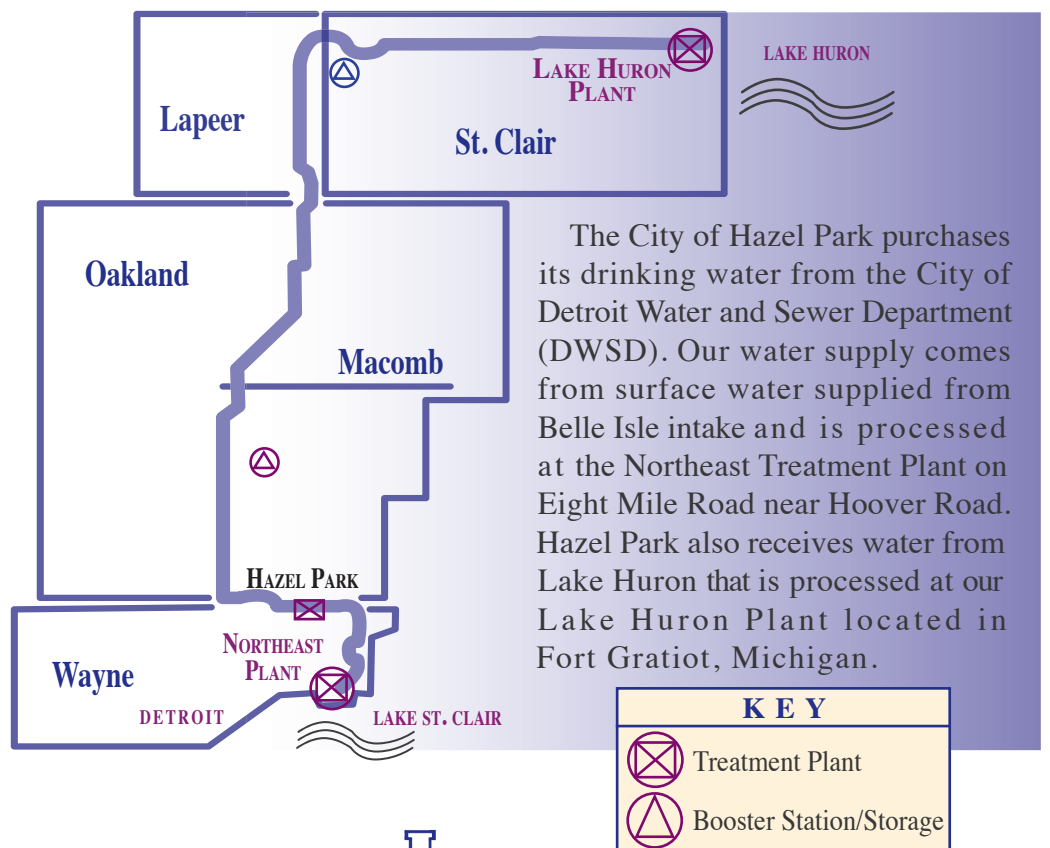 LAKE HURON
LAKE HURON
PLANT
Lapeer
St. Clair
The City of Hazel Park purchases
its drinking water from the City of
Detroit Water and Sewer Department
(DWSD). Our water supply comes
from surface water supplied from
Belle Isle intake and is processed
at the Northeast Treatment Plant on
Eight Mile Road near Hoover Road.
Hazel Park also receives water from
Lake Huron that is processed at our
Lake Huron Plant located in
Fort Gratiot, Michigan.
Oakland
Macomb
HAZEL PARK
NORTHEAST
PLANT
Wayne
DETROIT
LAKE ST. CLAIR
KEY
Treatment Plant
Booster Station/Storage